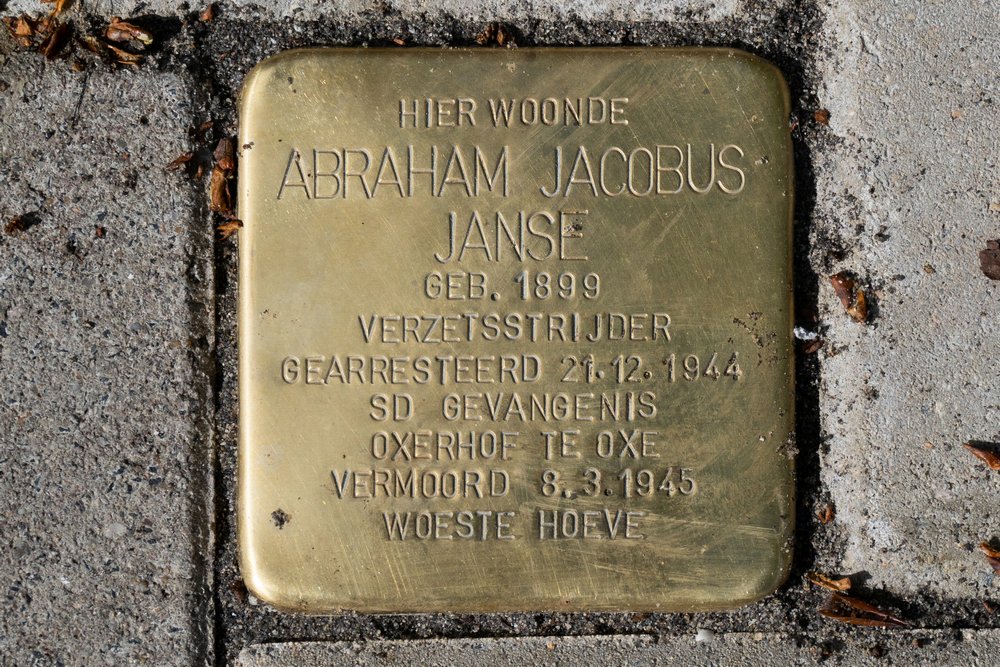 HIER WOONDE
ABRAHAM JACOBUS
JANSE
GEB. 1899
VERZETSSTRIJDER
GEARRESTEERD 21.12.1944
SD GEVANGENIS
OXERHOF TE OXE
VERMOORD 8.3.1945
WOESTE HOEVE